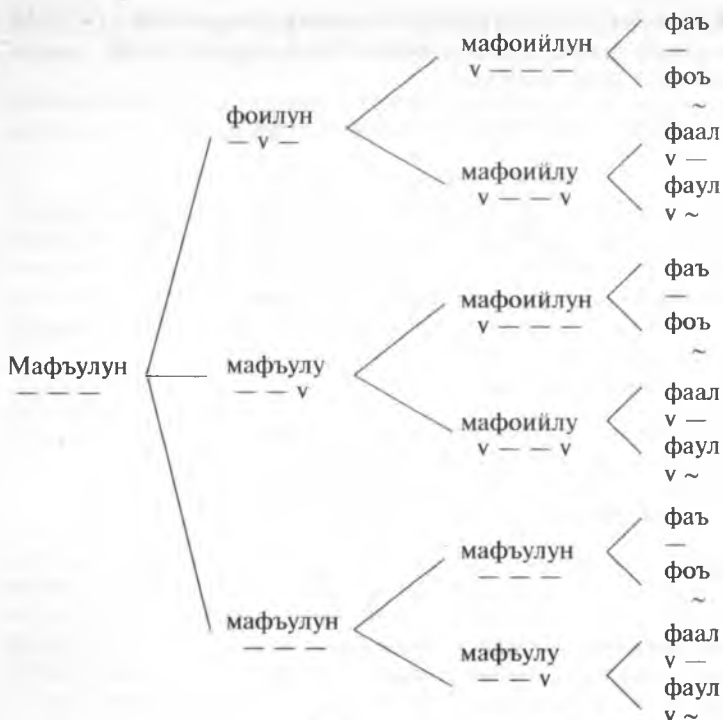 фаъ
мафоийлун —
v — — — фоъ
~
фоилун фаал
— v — мафоийлу v —
v — — — v фаул
v ~
фаъ
мафоийлун —
v — — — фоъ
~
Мафъулун мафъулу фаал
— — — — — v мафоийлу v —
v — — v фаул
v ~
фаъ
мафъулун —
— — — фоъ
~
мафъулун фаал
— — — мафъулу v —
— — v фаул
v ~